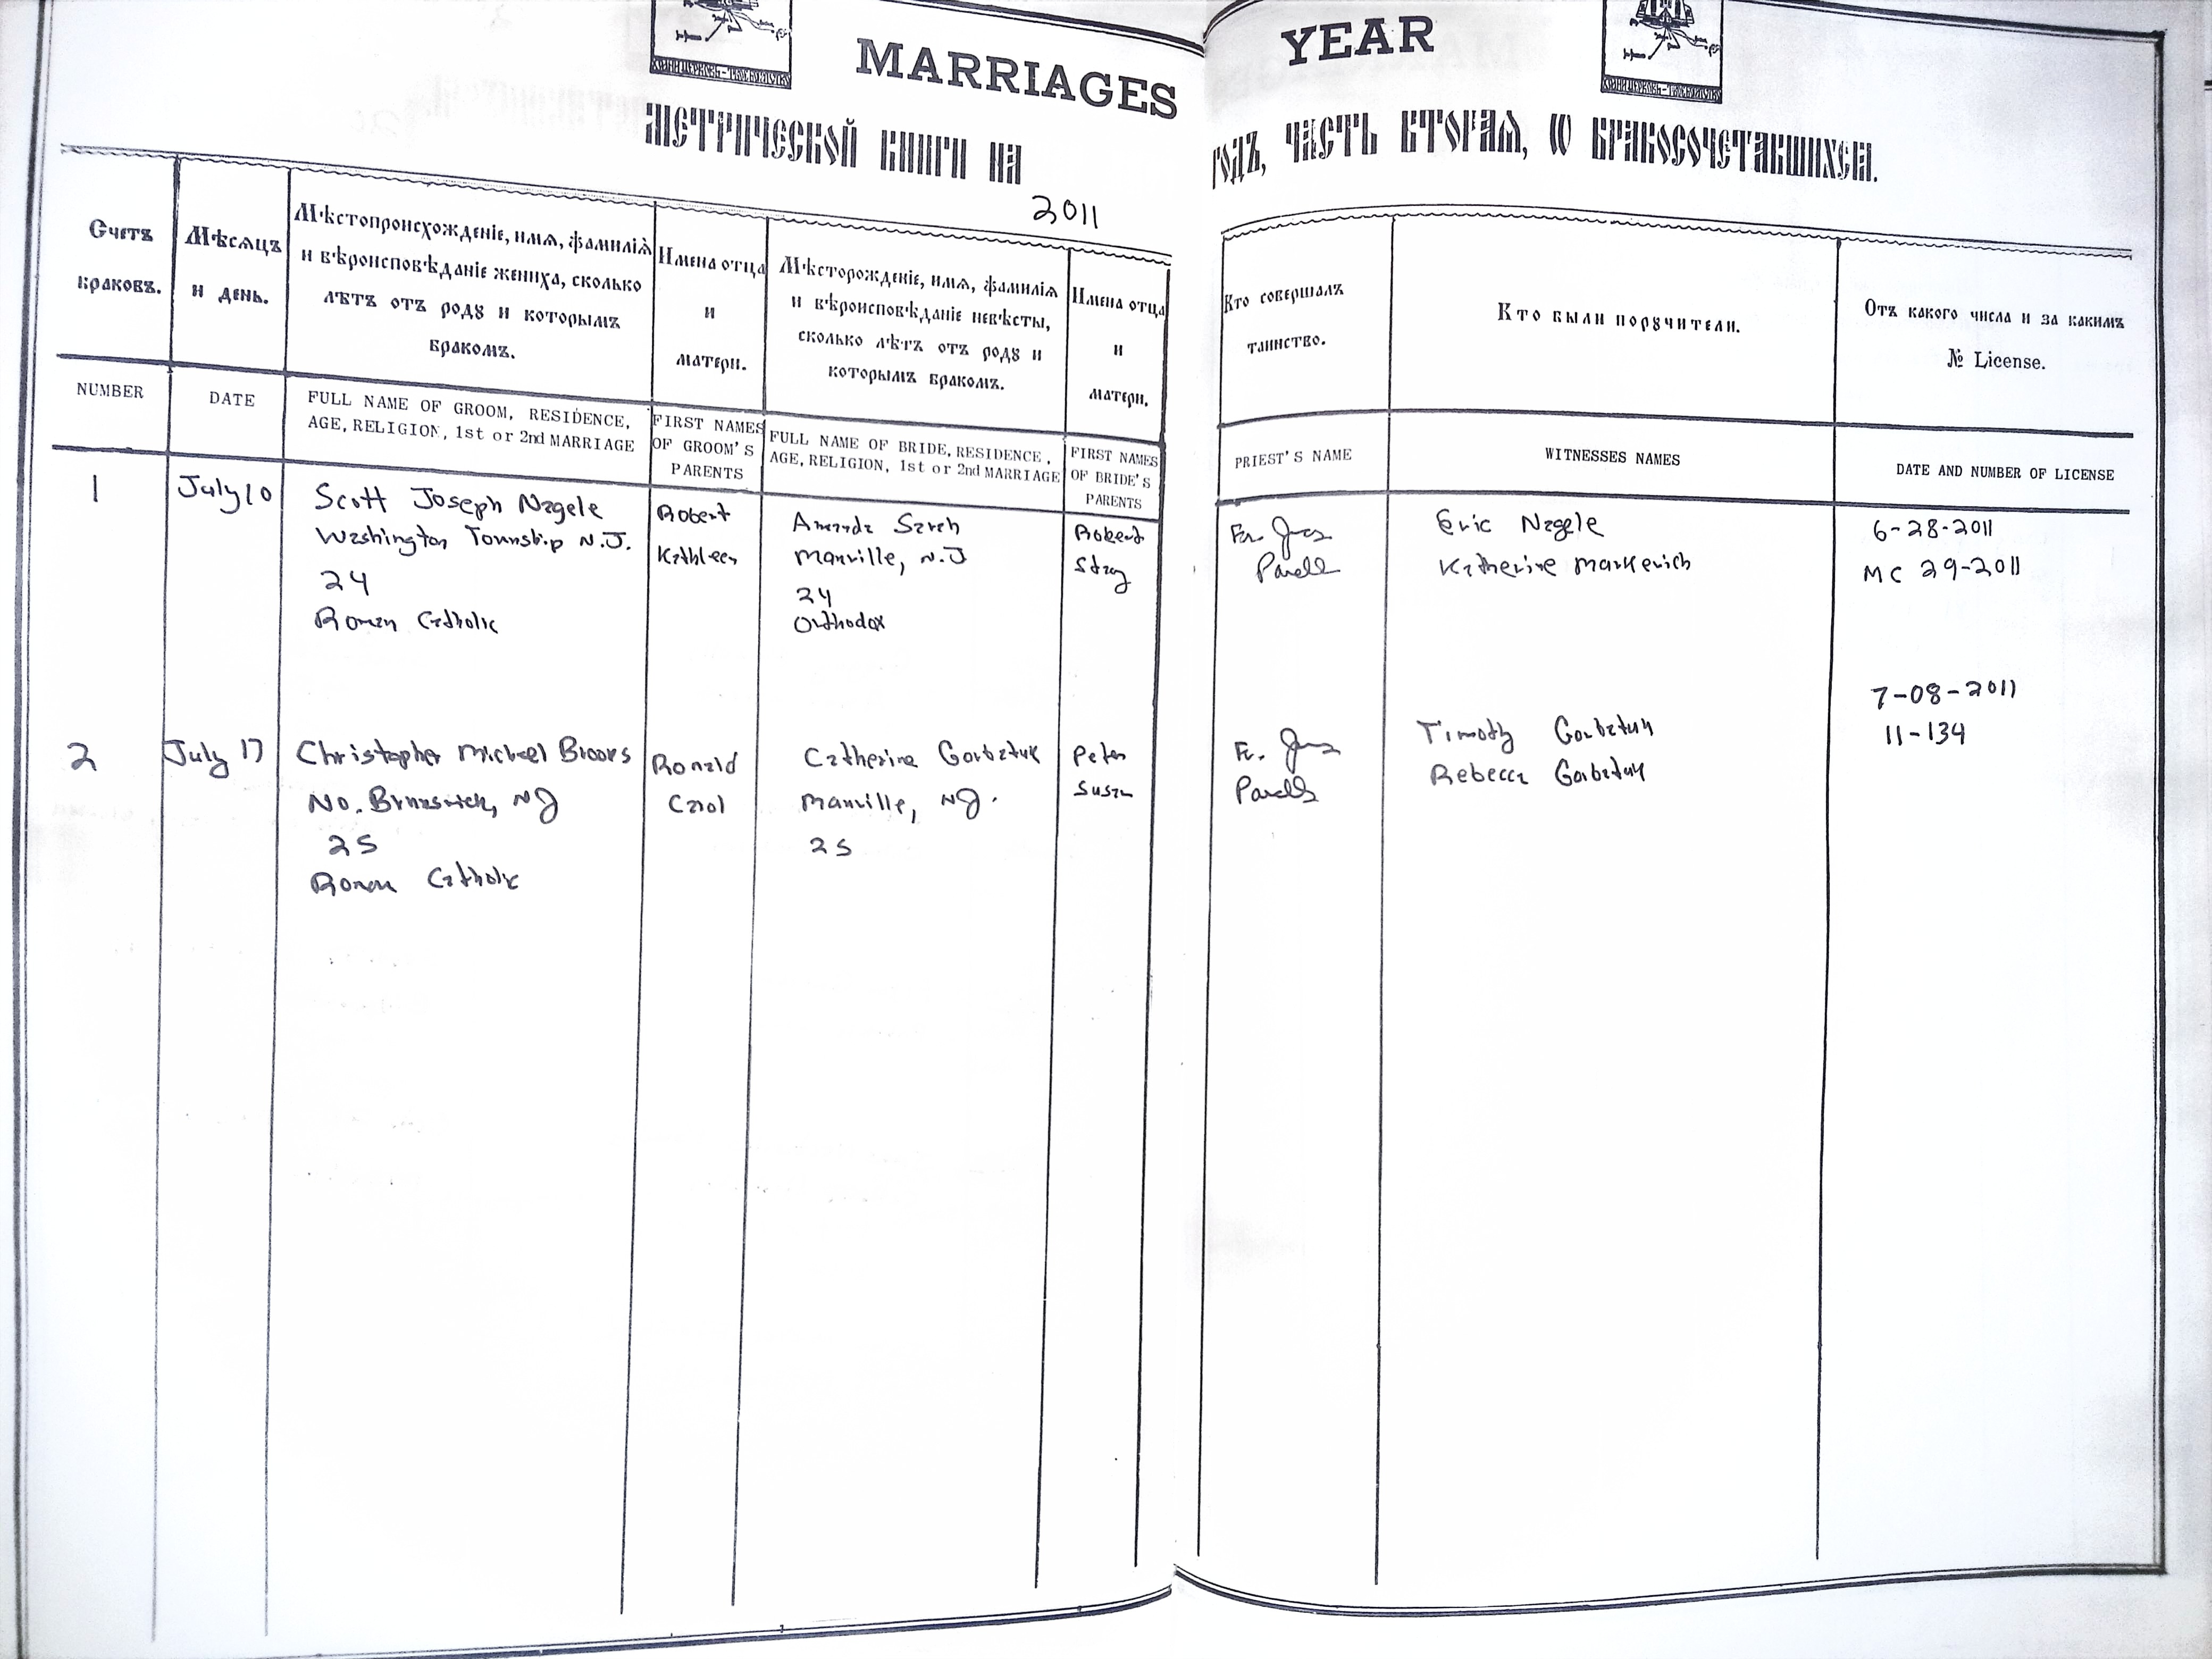 MARRIAGES
YEAR
МЕТРИЧЕСКОЙ КНИГИ НА
2011
ГОДЪ, ЧАСТЬ ВТОРАЯ, Ѡ БРАКОСОЧЕТАВШИХСЯ.
Счетъ
браковъ.
Мѣсяцъ
и день.
Мѣстопроисхожденіе, имя, фамилія
и вѣроисповѣданіе жениха, сколько
лѣтъ отъ роду и которымъ
бракомъ.
Имена отца
и
матери.
Мѣсторожденіе, имя, фамилія
и вѣроисповѣданіе невѣсты,
сколько лѣтъ отъ роду и
которымъ бракомъ.
Имена отца
и
матери.
Кто совершалъ
таинство.
Кто были поручители.
Отъ какого числа и за какимъ
№ License.
NUMBER
DATE
FULL NAME OF GROOM, RESIDENCE,
AGE, RELIGION, 1st or 2nd MARRIAGE
FIRST NAMES
OF GROOM'S
PARENTS
FULL NAME OF BRIDE, RESIDENCE,
AGE, RELIGION, 1st or 2nd MARRIAGE
FIRST NAMES
OF BRIDE'S
PARENTS
PRIEST'S NAME
WITNESSES NAMES
DATE AND NUMBER OF LICENSE
1
July 10
Scott Joseph Nagele
Washington Township N.J.
24
Roman Catholic
Robert
Kathleen
Amanda Sarah
Manville, N.J
24
Orthodox
Robert
Fr.
Eric Nagele
Katherine Markevich
6-28-2011
MC 29-2011
2
July 17
Christopher Michael Brooks
No. Brunswick, NJ
25
Roman Catholic
Ronald
Carol
Catherine Gorbatuk
Manville, NJ.
25
Peter
Susan
Fr.
Timothy Gorbatuk
Rebecca Gorbatuk
7-08-2011
11-134